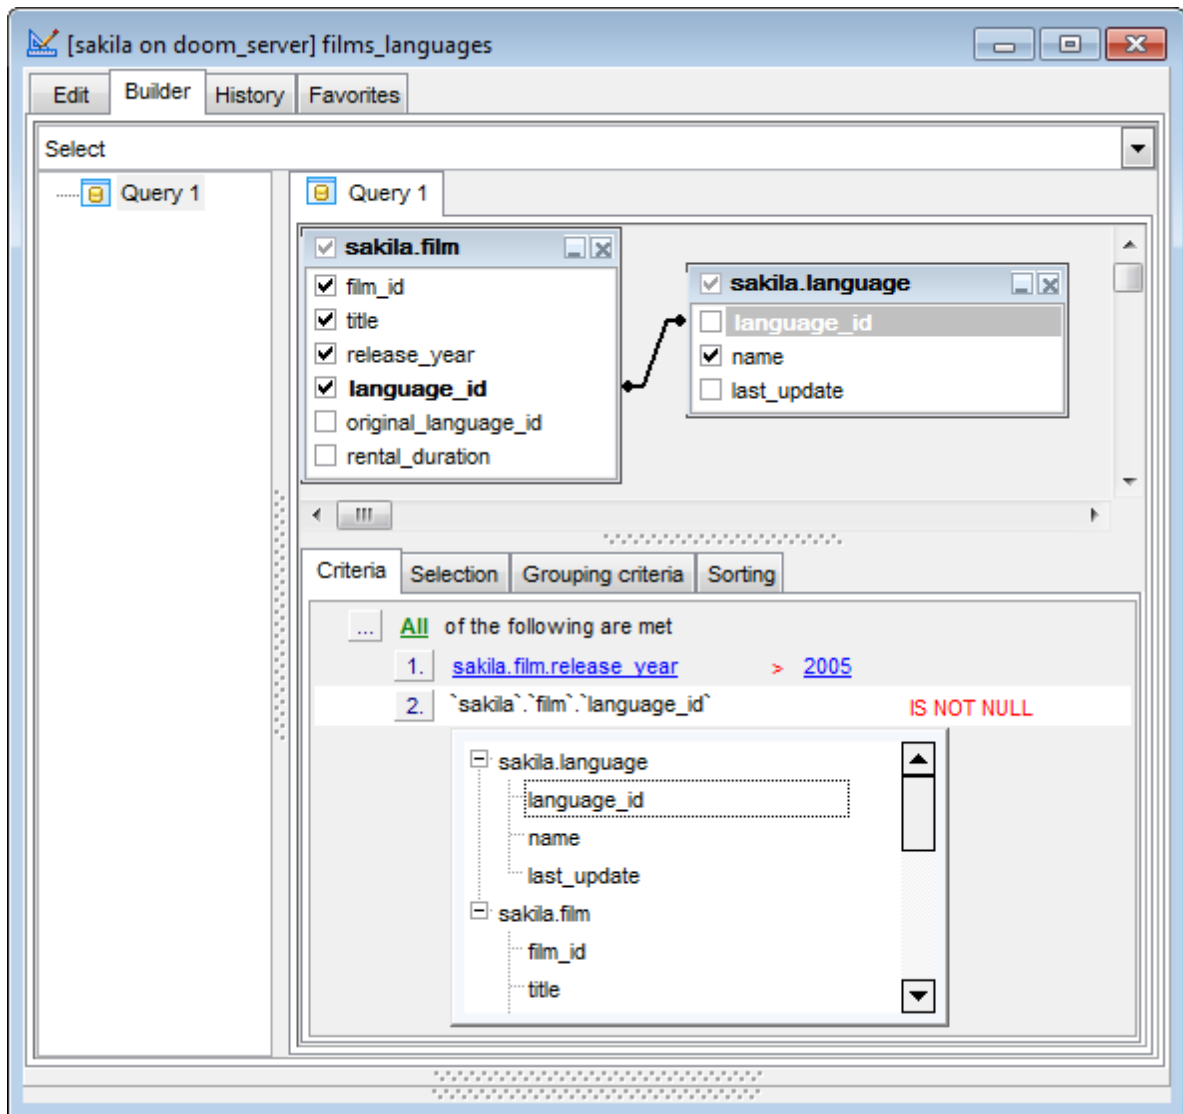 [sakila on doom_server] films_languages
Edit Builder History Favorites
Select
Query 1
Query 1
sakila.film
film_id
title
release_year
language_id
original_language_id
rental_duration
sakila.language
language_id
name
last_update
Criteria Selection Grouping criteria Sorting
... All of the following are met
1. sakila.film.release_year > 2005
2. `sakila`.`film`.`language_id` IS NOT NULL
sakila.language
language_id
name
last_update
sakila.film
film_id
title